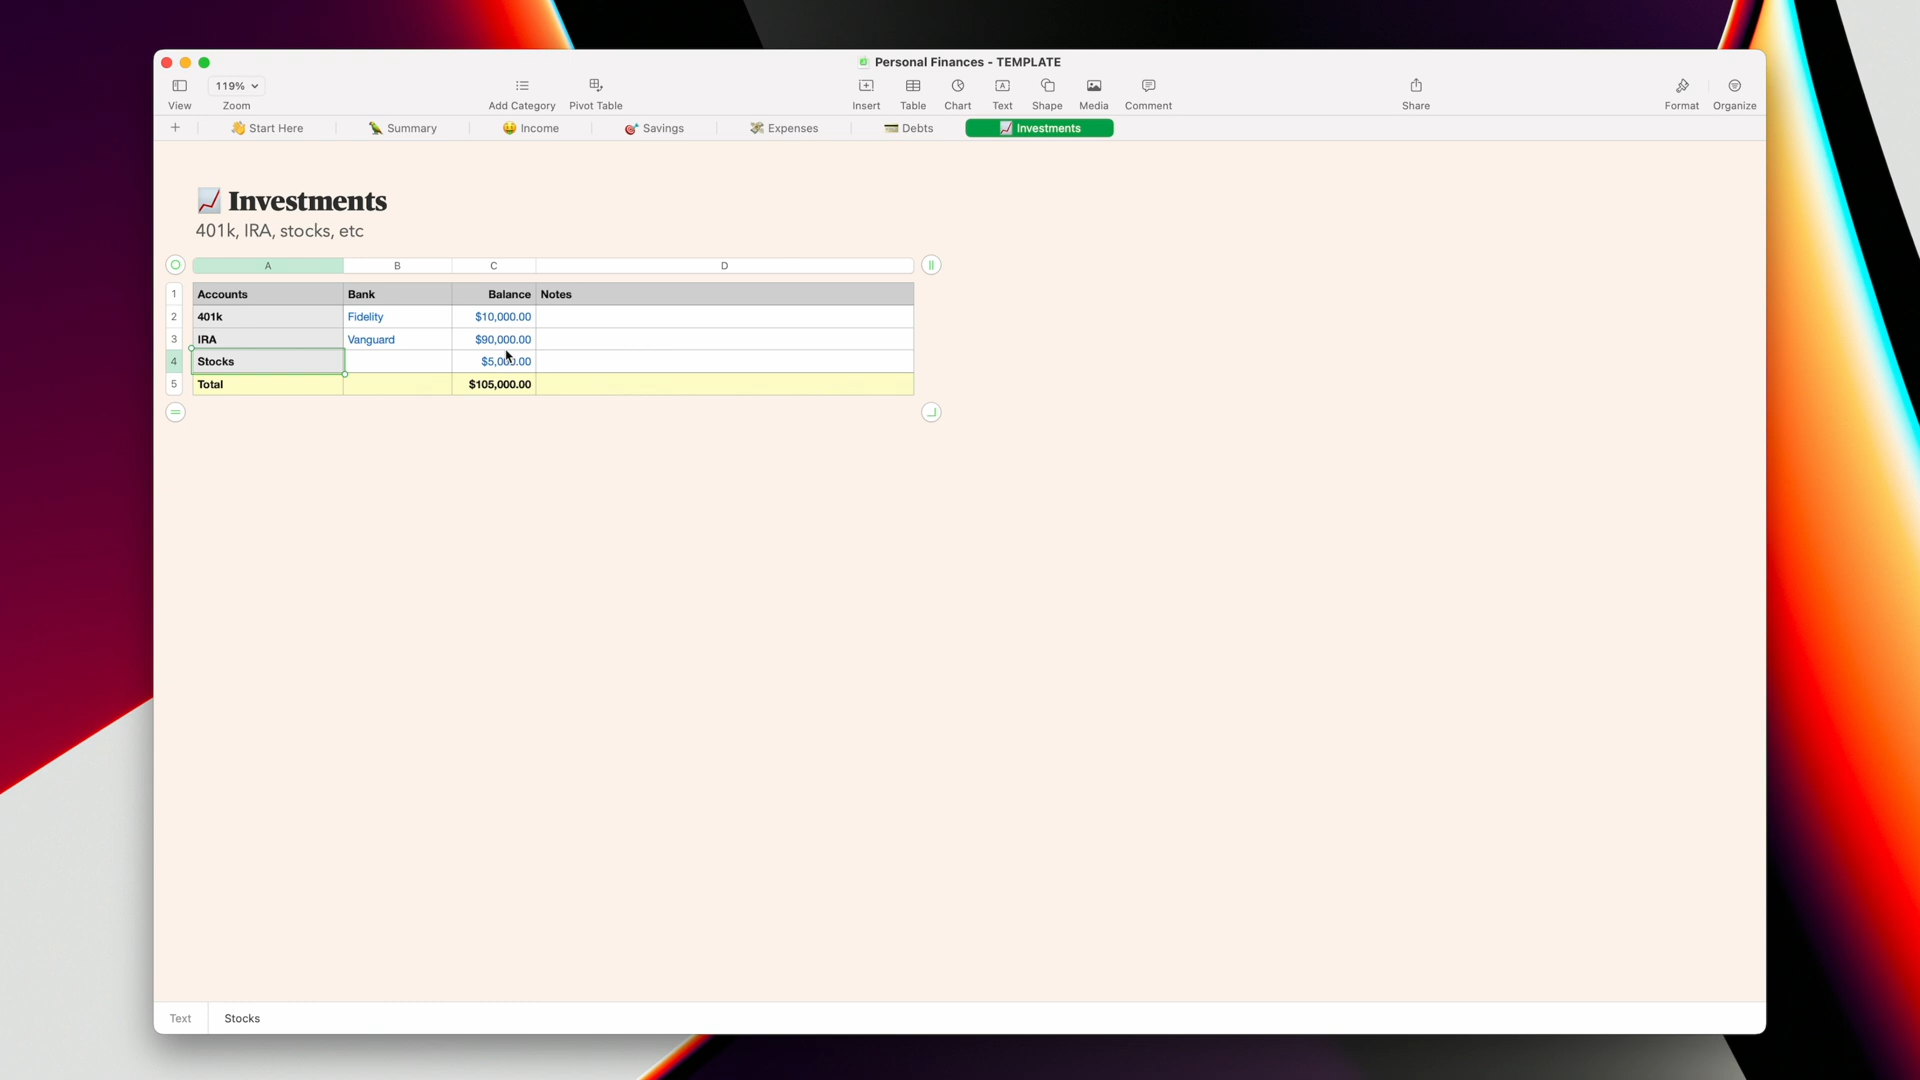 Personal Finances - TEMPLATE
119%
View Zoom Add Category Pivot Table Insert Table Chart Text Shape Media Comment Share Format Organize
Start Here Summary Income Savings Expenses Debts Investments
Investments
401k, IRA, stocks, etc
A B C D
1 Accounts Bank Balance Notes
2 401k Fidelity $10,000.00
3 IRA Vanguard $90,000.00
4 Stocks $5,000.00
5 Total $105,000.00
Text Stocks